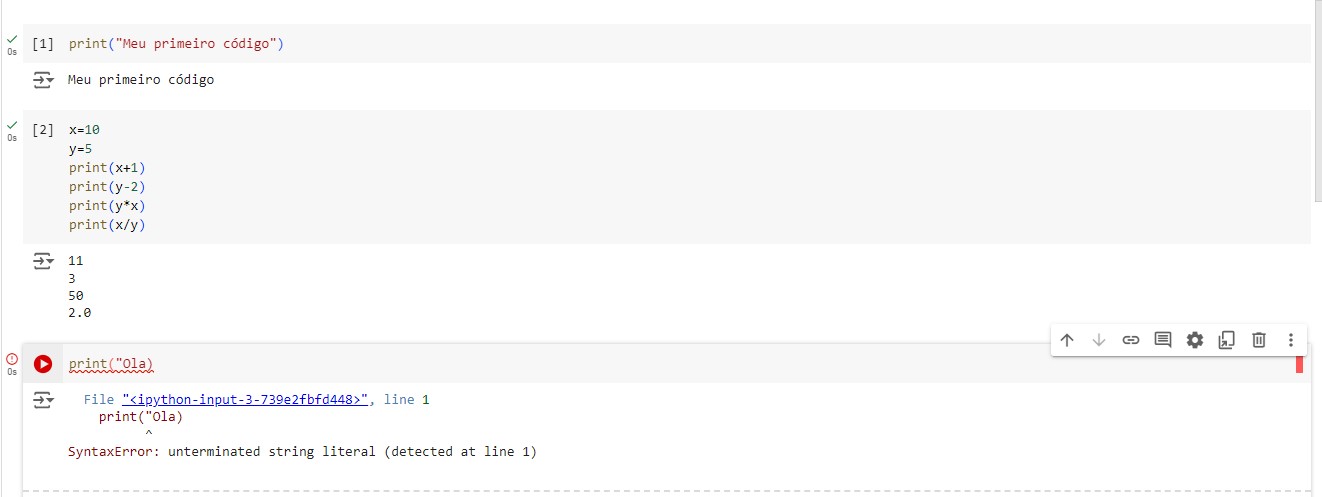 [1] print("Meu primeiro código")
0s
Meu primeiro código
[2] x=10
0s
y=5
print(x+1)
print(y-2)
print(y*x)
print(x/y)
11
3
50
2.0
print("Ola)
0s
File "<ipython-input-3-739e2fbfd448>", line 1
print("Ola)
^
SyntaxError: unterminated string literal (detected at line 1)